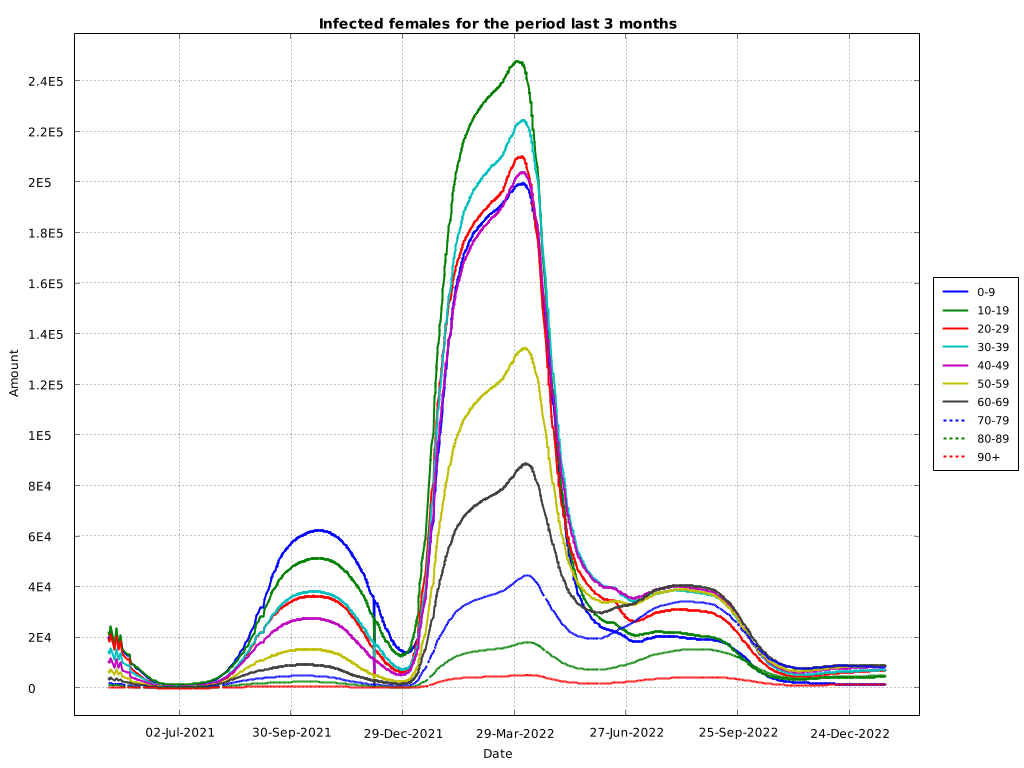 Infected females for the period last 3 months
Amount
2.4E5
2.2E5
2E5
1.8E5
1.6E5
1.4E5
1.2E5
1E5
8E4
6E4
4E4
2E4
0
02-Jul-2021
30-Sep-2021
29-Dec-2021
29-Mar-2022
27-Jun-2022
25-Sep-2022
24-Dec-2022
Date
0-9
10-19
20-29
30-39
40-49
50-59
60-69
70-79
80-89
90+